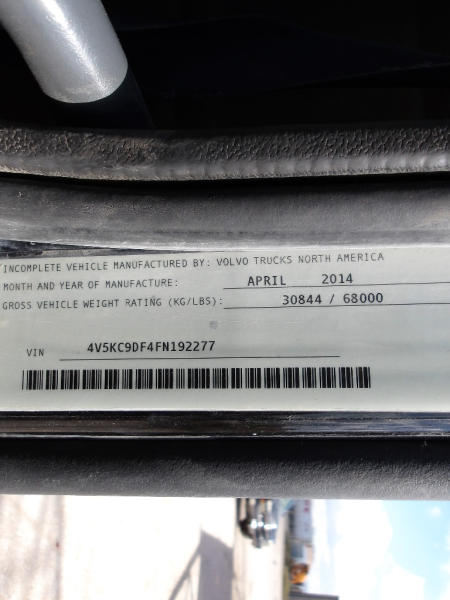 INCOMPLETE VEHICLE MANUFACTURED BY: VOLVO TRUCKS NORTH AMERICA
MONTH AND YEAR OF MANUFACTURE: APRIL 2014
GROSS VEHICLE WEIGHT RATING (KG/LBS): 30844 / 68000
VIN 4V5KC9DF4FN192277